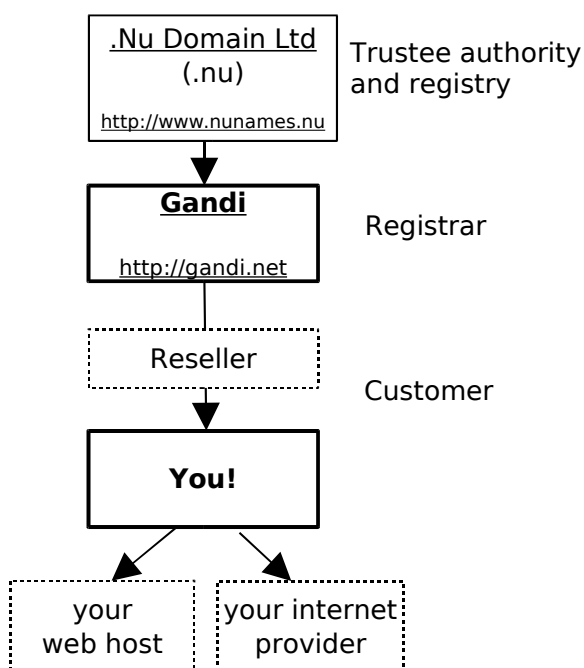 .Nu Domain Ltd
(.nu)
http://www.nunames.nu
Trustee authority
and registry
Gandi
http://gandi.net
Registrar
Reseller
Customer
You!
your
web host
your internet
provider